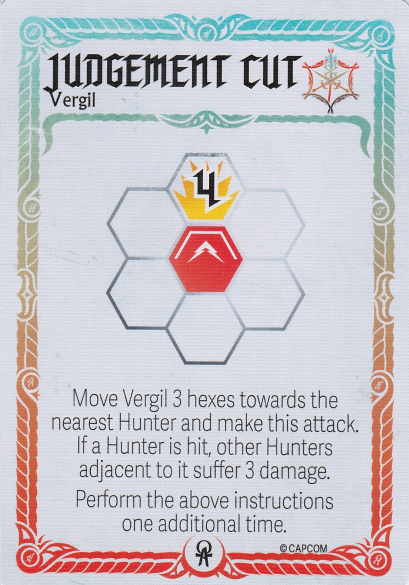 JUDGEMENT CUT
Vergil
4
Move Vergil 3 hexes towards the
nearest Hunter and make this attack.
If a Hunter is hit, other Hunters
adjacent to it suffer 3 damage.
Perform the above instructions
one additional time.
©CAPCOM